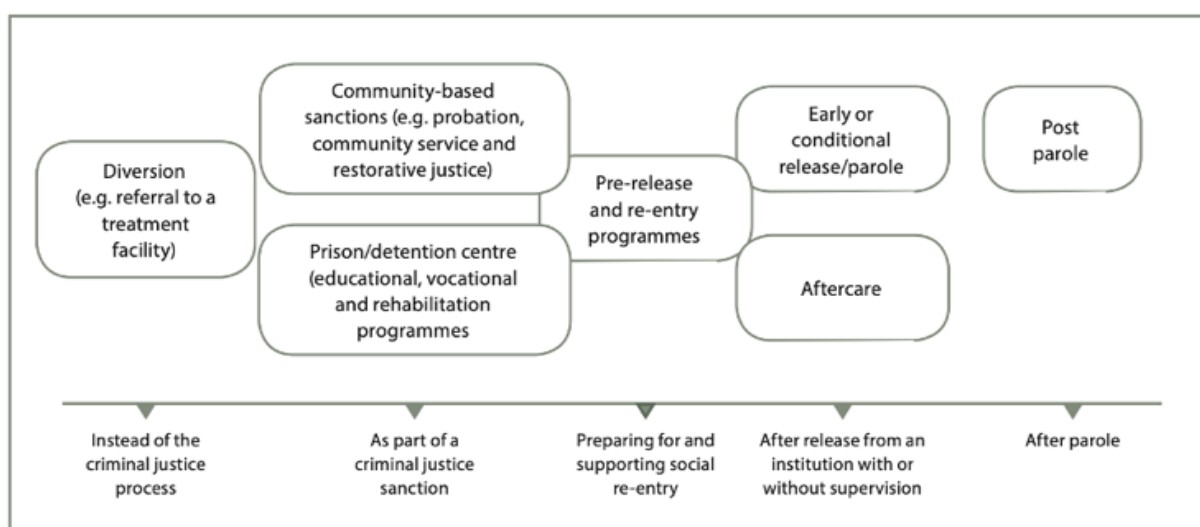 Diversion
(e.g. referral to a
treatment
facility)
Community-based
sanctions (e.g. probation,
community service and
restorative justice)
Prison/detention centre
(educational, vocational
and rehabilitation
programmes
Pre-release
and re-entry
programmes
Early or
conditional
release/parole
Aftercare
Post
parole
Instead of the
criminal justice
process
As part of a
criminal justice
sanction
Preparing for and
supporting social
re-entry
After release from an
institution with or
without supervision
After parole